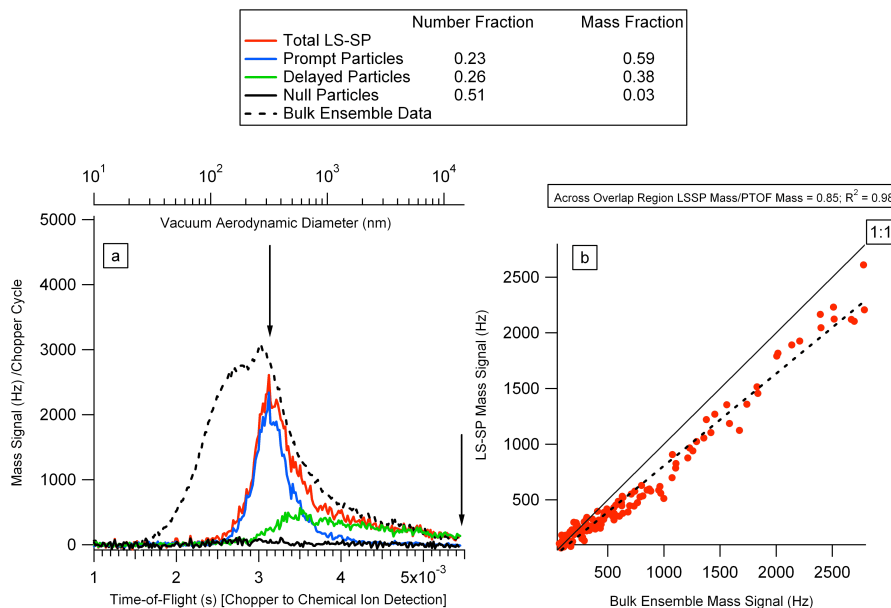 Number Fraction Mass Fraction
Total LS-SP
Prompt Particles 0.23 0.59
Delayed Particles 0.26 0.38
Null Particles 0.51 0.03
Bulk Ensemble Data
10^1 10^2 10^3 10^4
Vacuum Aerodynamic Diameter (nm)
a
5000
4000
3000
2000
1000
0
Mass Signal (Hz) /Chopper Cycle
1 2 3 4 5x10^-3
Time-of-Flight (s) [Chopper to Chemical Ion Detection]
Across Overlap Region LSSP Mass/PTOF Mass = 0.85; R^2 = 0.98
1:1
b
2500
2000
1500
1000
500
LS-SP Mass Signal (Hz)
500 1000 1500 2000 2500
Bulk Ensemble Mass Signal (Hz)